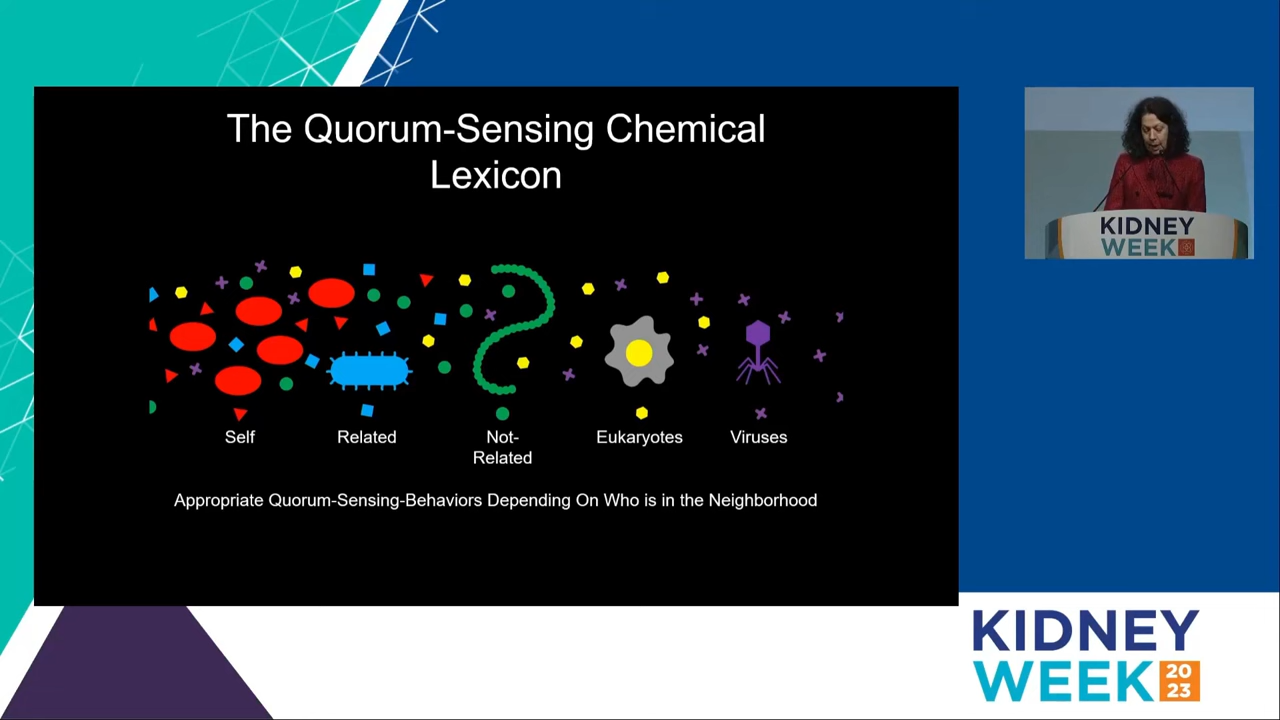 The Quorum-Sensing Chemical
Lexicon
Self
Related
Not-
Related
Eukaryotes
Viruses
Appropriate Quorum-Sensing-Behaviors Depending On Who is in the Neighborhood
KIDNEY
WEEK
KIDNEY
WEEK 20
23